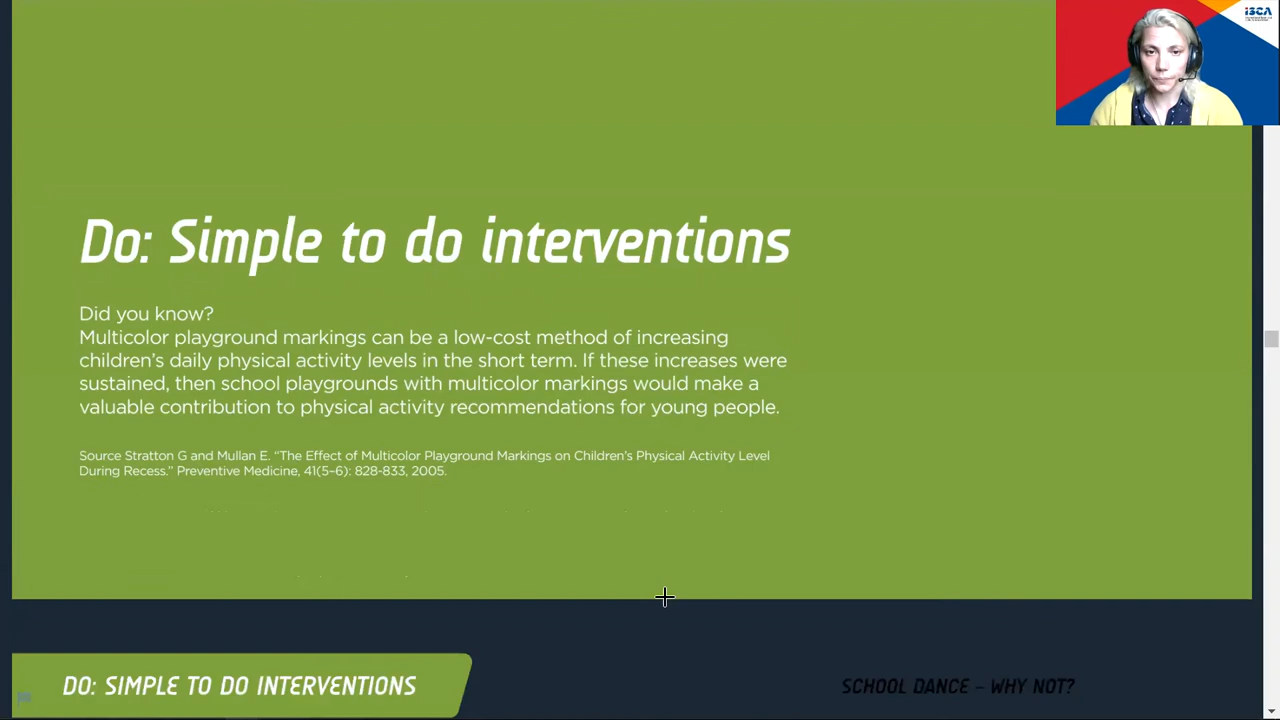 ISCA
Do: Simple to do interventions
Did you know?
Multicolor playground markings can be a low-cost method of increasing
children's daily physical activity levels in the short term. If these increases were
sustained, then school playgrounds with multicolor markings would make a
valuable contribution to physical activity recommendations for young people.
Source Stratton G and Mullan E. “The Effect of Multicolor Playground Markings on Children's Physical Activity Level
During Recess.” Preventive Medicine, 41(5–6): 828-833, 2005.
DO: SIMPLE TO DO INTERVENTIONS
SCHOOL DANCE – WHY NOT?